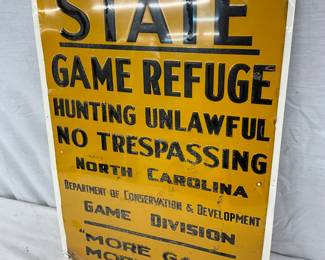 STATE
GAME REFUGE
HUNTING UNLAWFUL
NO TRESPASSING
NORTH CAROLINA
DEPARTMENT OF CONSERVATION & DEVELOPMENT
GAME DIVISION
"MORE